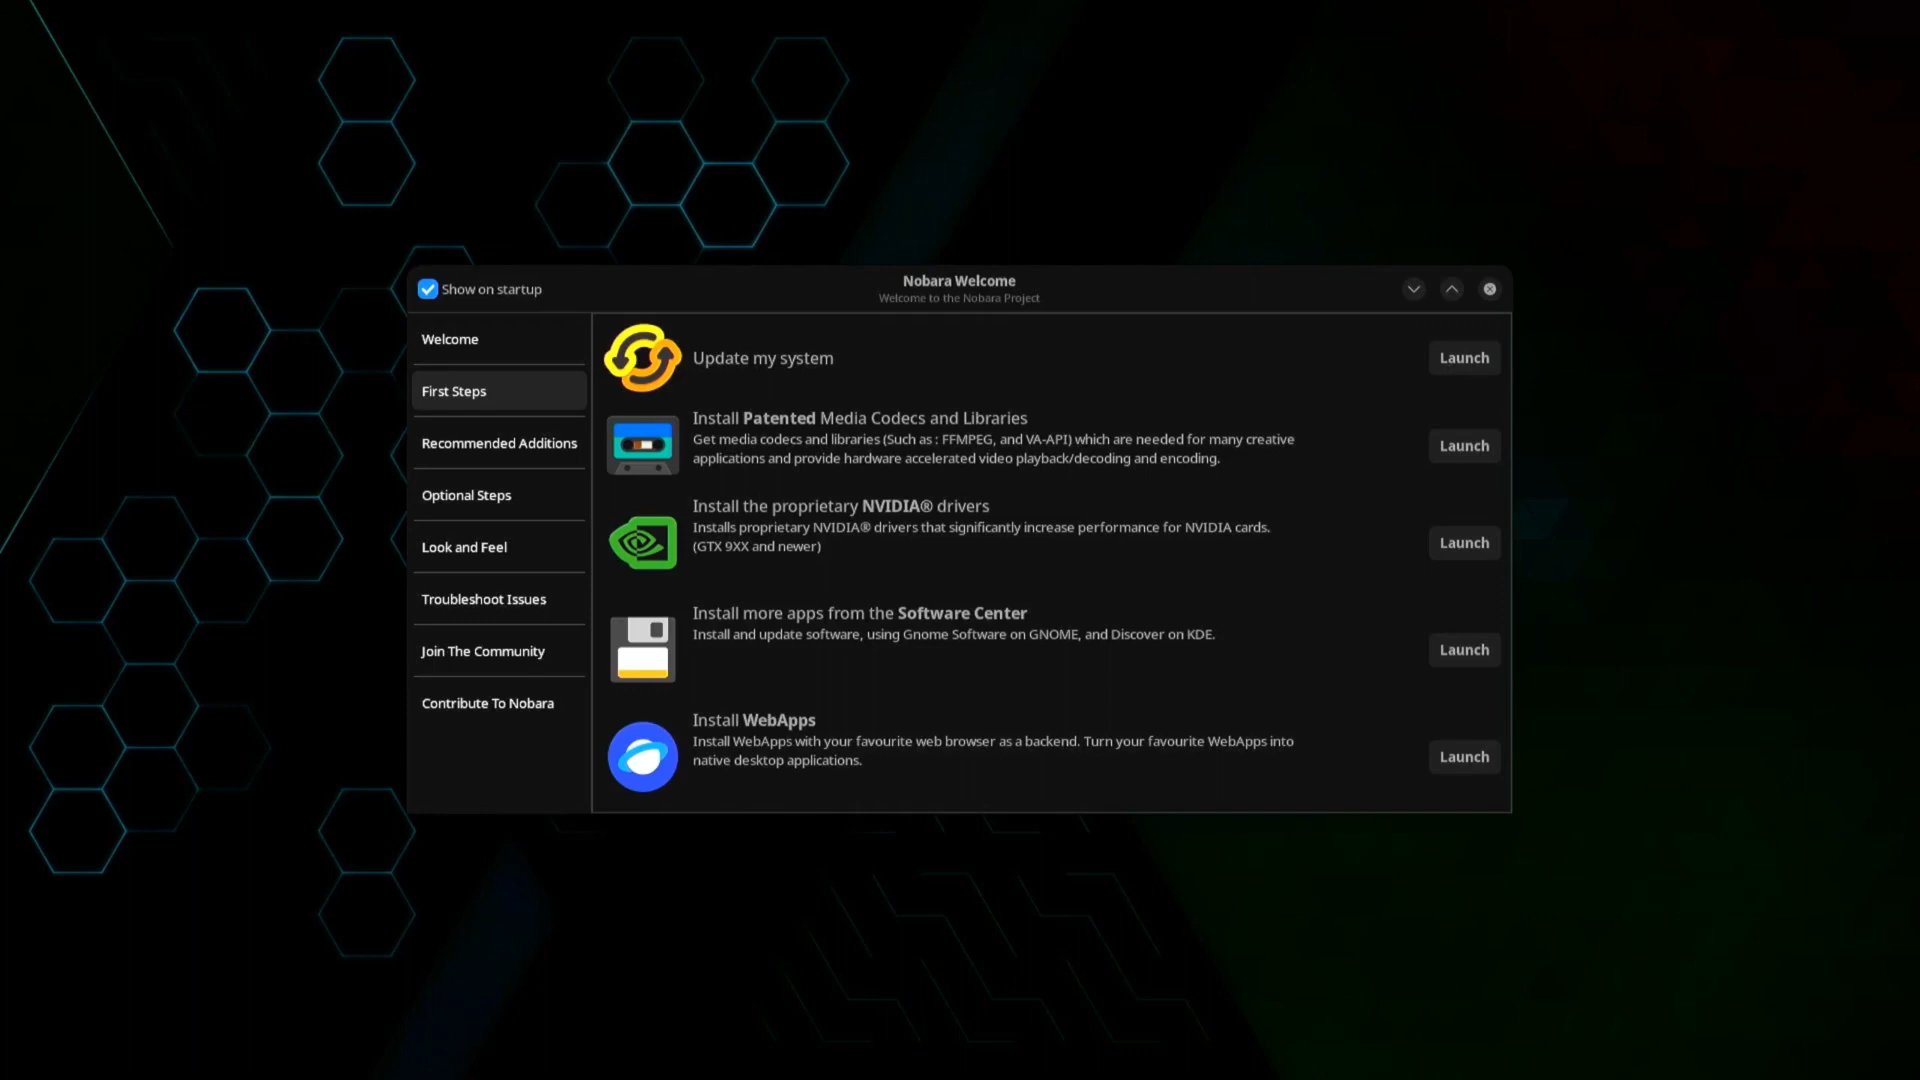 Show on startup
Nobara Welcome
Welcome to the Nobara Project
Welcome
First Steps
Recommended Additions
Optional Steps
Look and Feel
Troubleshoot Issues
Join The Community
Contribute To Nobara
Update my system
Launch
Install Patented Media Codecs and Libraries
Get media codecs and libraries (Such as : FFMPEG, and VA-API) which are needed for many creative
applications and provide hardware accelerated video playback/decoding and encoding.
Launch
Install the proprietary NVIDIA® drivers
Installs proprietary NVIDIA® drivers that significantly increase performance for NVIDIA cards.
(GTX 9XX and newer)
Launch
Install more apps from the Software Center
Install and update software, using Gnome Software on GNOME, and Discover on KDE.
Launch
Install WebApps
Install WebApps with your favourite web browser as a backend. Turn your favourite WebApps into
native desktop applications.
Launch